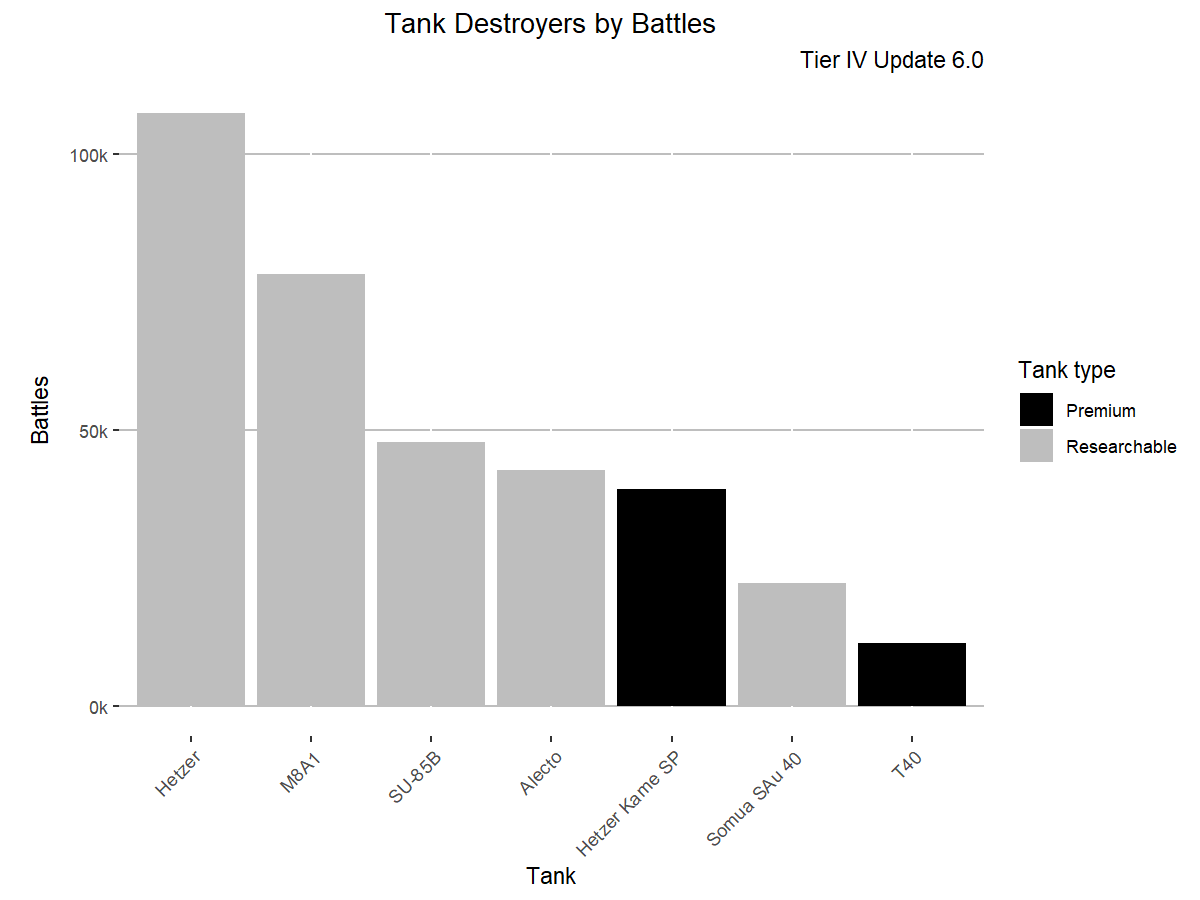 Tank Destroyers by Battles
Tier IV Update 6.0
100k
50k
0k
Battles
Hetzer
M8A1
SU-85B
Alecto
Hetzer Kame SP
Somua SAu 40
T40
Tank
Tank type
Premium
Researchable